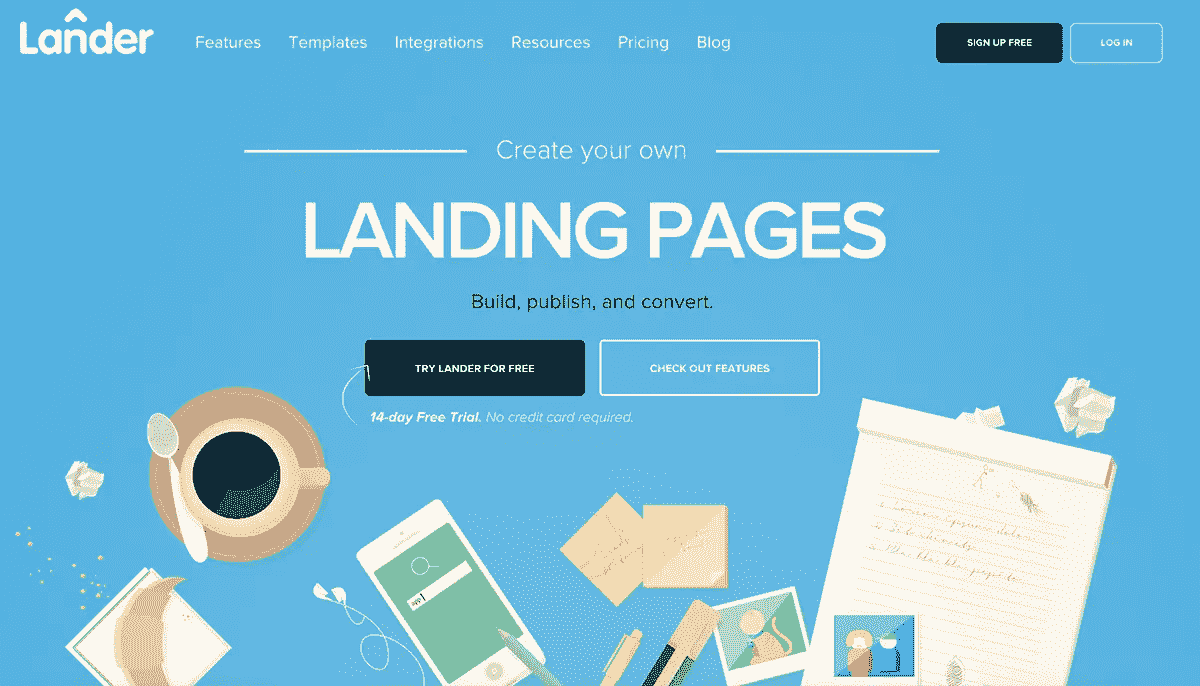 Lander
Features Templates Integrations Resources Pricing Blog
SIGN UP FREE LOG IN
Create your own
LANDING PAGES
Build, publish, and convert.
TRY LANDER FOR FREE CHECK OUT FEATURES
14-day Free Trial. No credit card required.